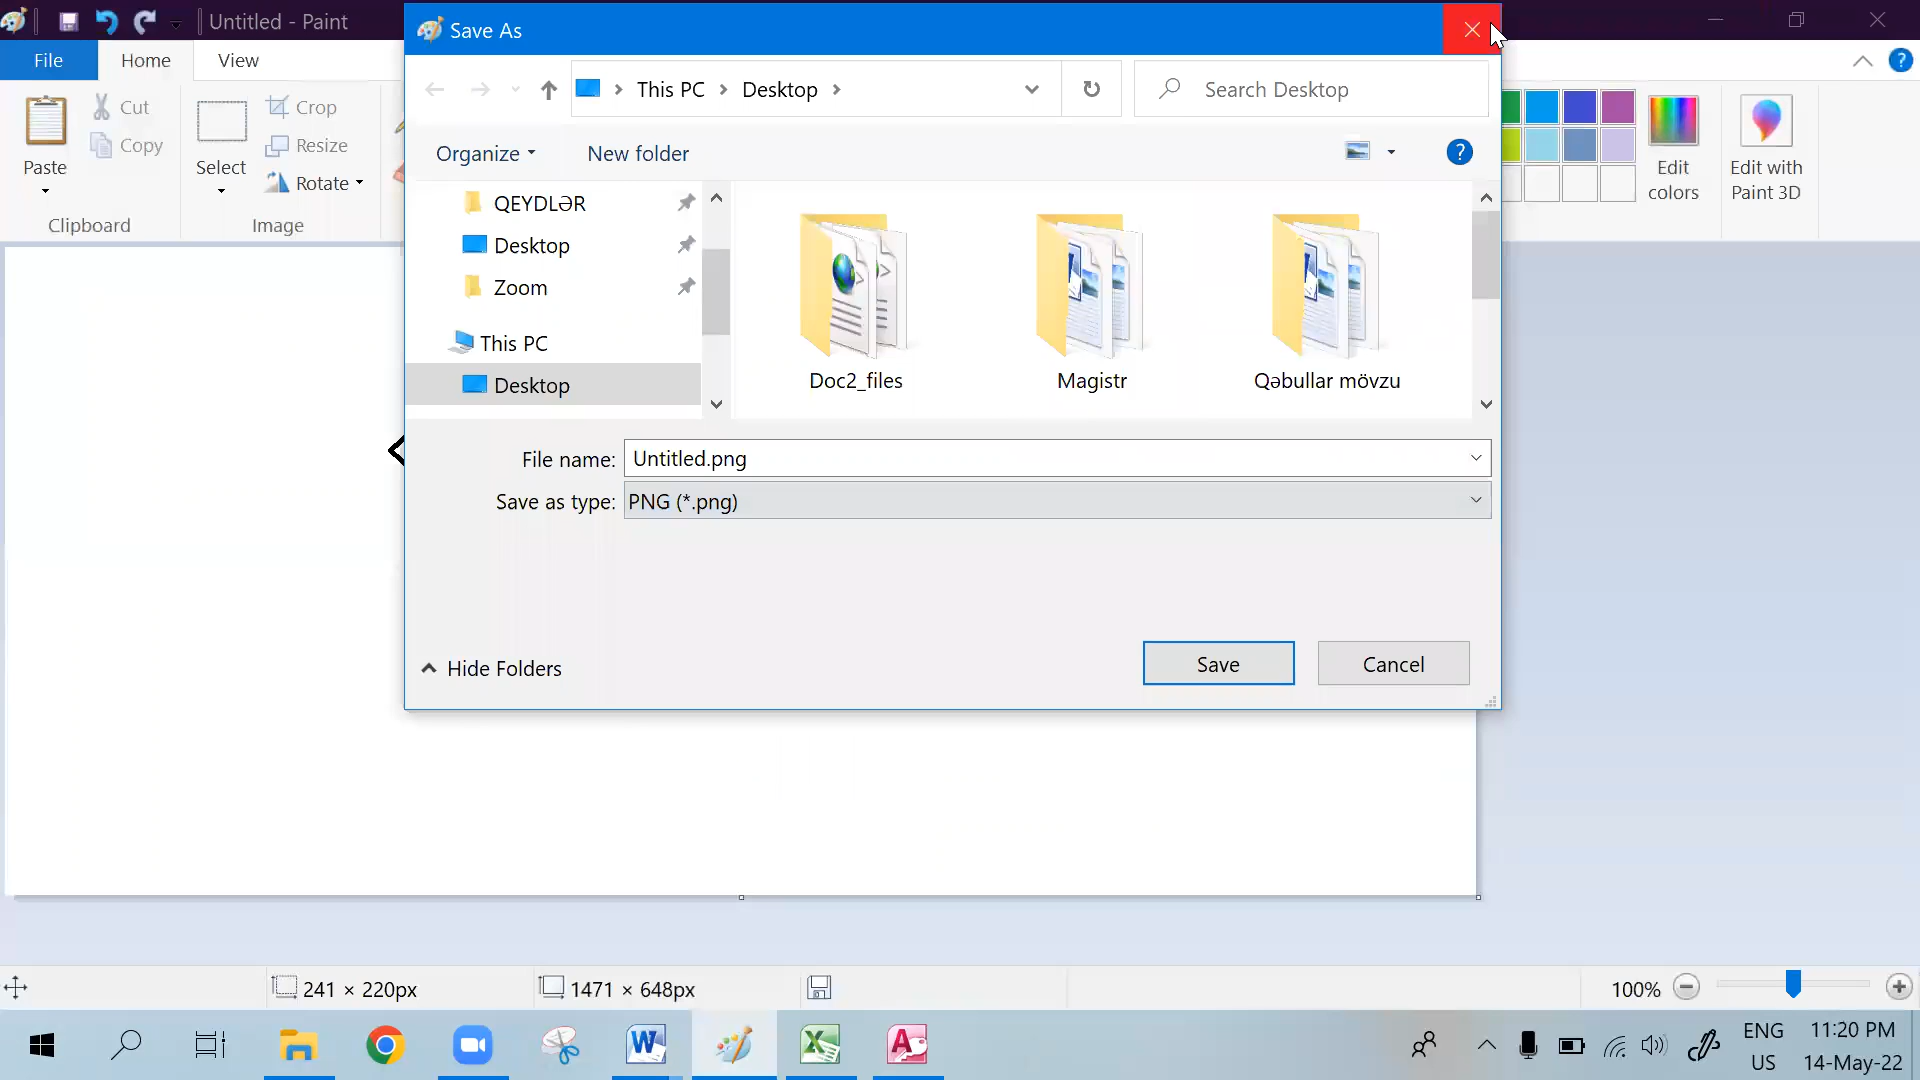 Untitled - Paint
Save As
File
Home
View
This PC
Desktop
Search Desktop
Paste
Cut
Copy
Select
Crop
Resize
Rotate
Clipboard
Image
Organize
New folder
?
?
Edit
colors
Edit with
Paint 3D
QEYDLƏR
Desktop
Zoom
This PC
Desktop
Doc2_files
Magistr
Qəbullar mövzu
File name:
Untitled.png
Save as type:
PNG (*.png)
Hide Folders
Save
Cancel
241 × 220px
1471 × 648px
100%
W
X
A
ENG
US
11:20 PM
14-May-22